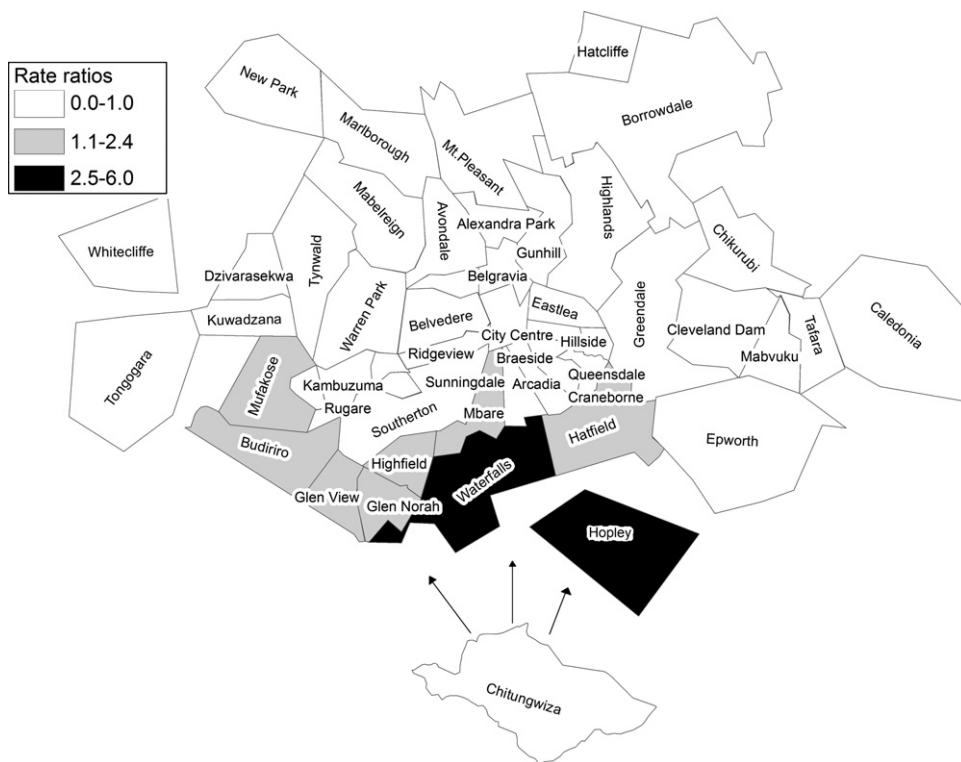 Rate ratios
0.0-1.0
1.1-2.4
2.5-6.0
Hatcliffe
New Park
Borrowdale
Marlborough
Mt.Pleasant
Mabelreign
Avondale
Highlands
Alexandra Park
Chikurubi
Whitecliffe
Gunhill
Tynwald
Dzivarasekwa
Belgravia
Greendale
Caledonia
Eastlea
Kuwadzana
Warren Park
Belvedere
City Centre
Hillside
Cleveland Dam
Tafara
Ridgeview
Braeside
Mabvuku
Tongogara
Mufakose
Kambuzuma
Sunningdale
Arcadia
Queensdale
Craneborne
Rugare
Southerton
Mbare
Hatfield
Epworth
Budiriro
Highfield
Waterfalls
Glen View
Glen Norah
Hopley
Chitungwiza